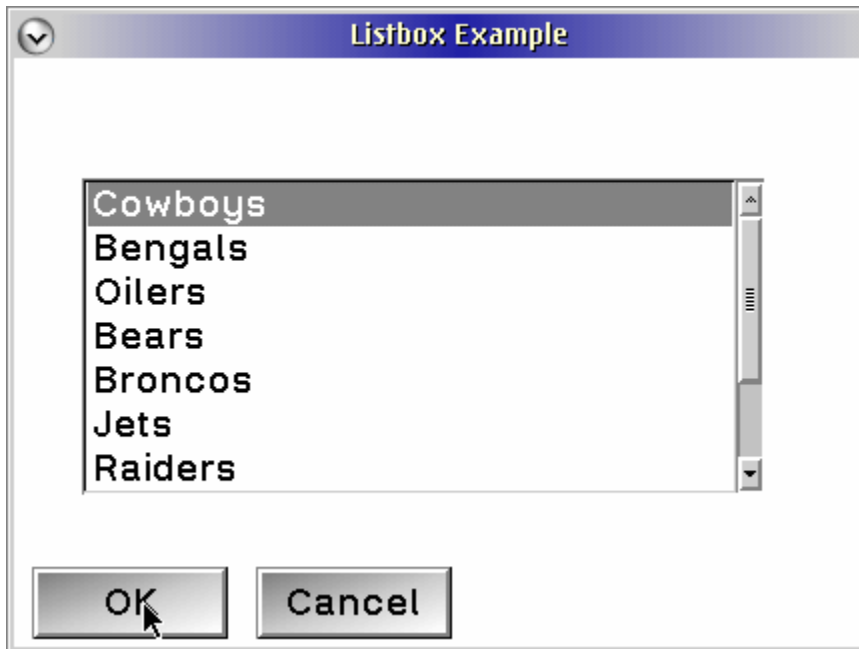 Listbox Example
Cowboys
Bengals
Oilers
Bears
Broncos
Jets
Raiders
OK Cancel